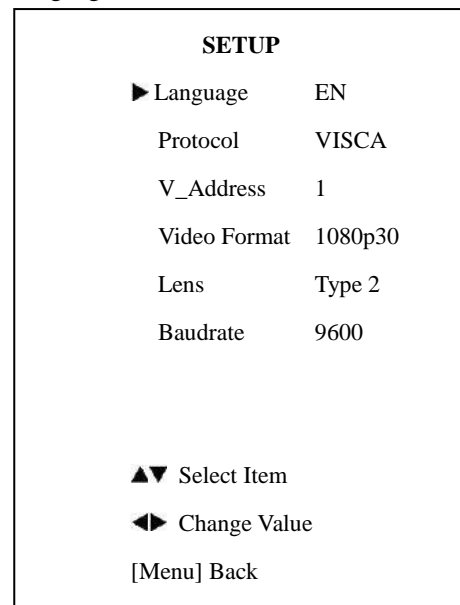 SETUP
▶Language EN
Protocol VISCA
V_Address 1
Video Format 1080p30
Lens Type 2
Baudrate 9600
▲▼ Select Item
◀▶ Change Value
[Menu] Back